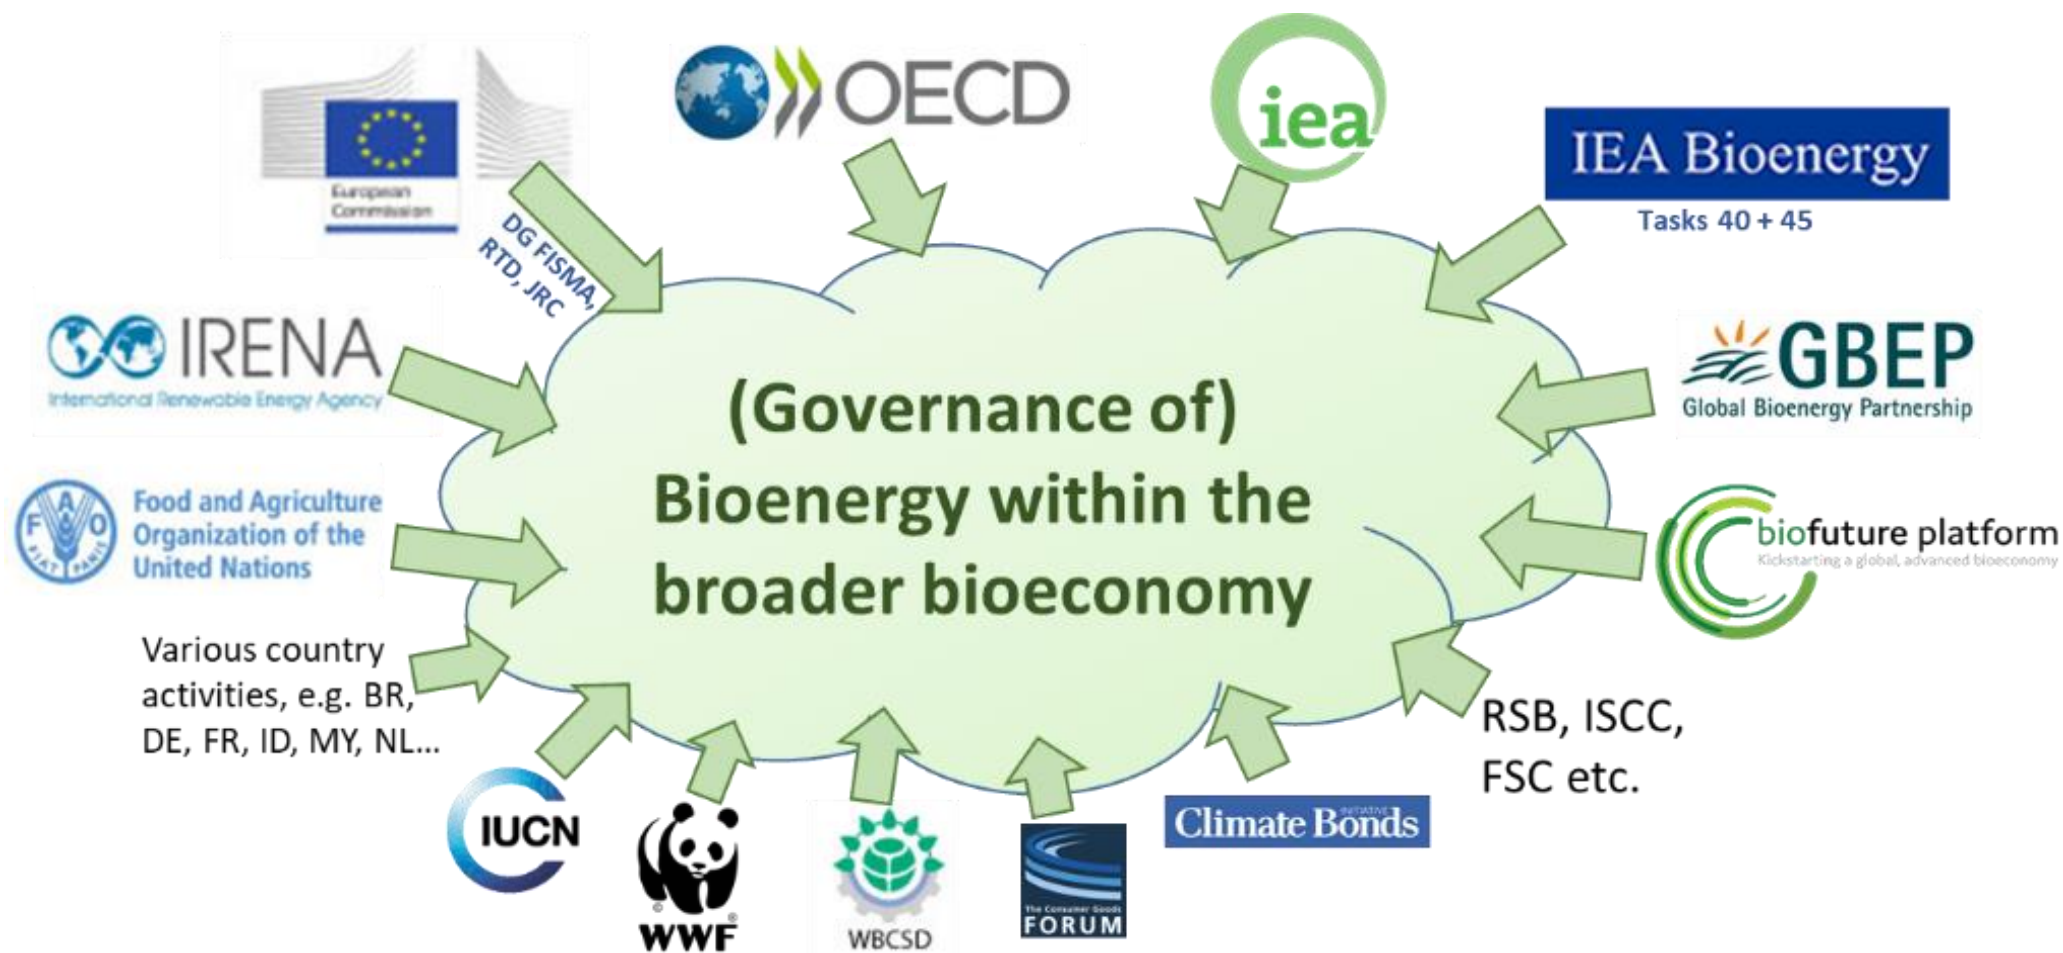 European
Commission
DG FISMA,
RTD, JRC
OECD
iea
IEA Bioenergy
Tasks 40 + 45
IRENA
International Renewable Energy Agency
GBEP
Global Bioenergy Partnership
(Governance of)
Bioenergy within the
broader bioeconomy
F A O
FIAT PANIS
Food and Agriculture
Organization of the
United Nations
biofuture platform
Kickstarting a global, advanced bioeconomy
Various country
activities, e.g. BR,
DE, FR, ID, MY, NL...
RSB, ISCC,
FSC etc.
IUCN
©
WWF
®
WBCSD
The Consumer Goods
FORUM
INITIATIVE
Climate Bonds